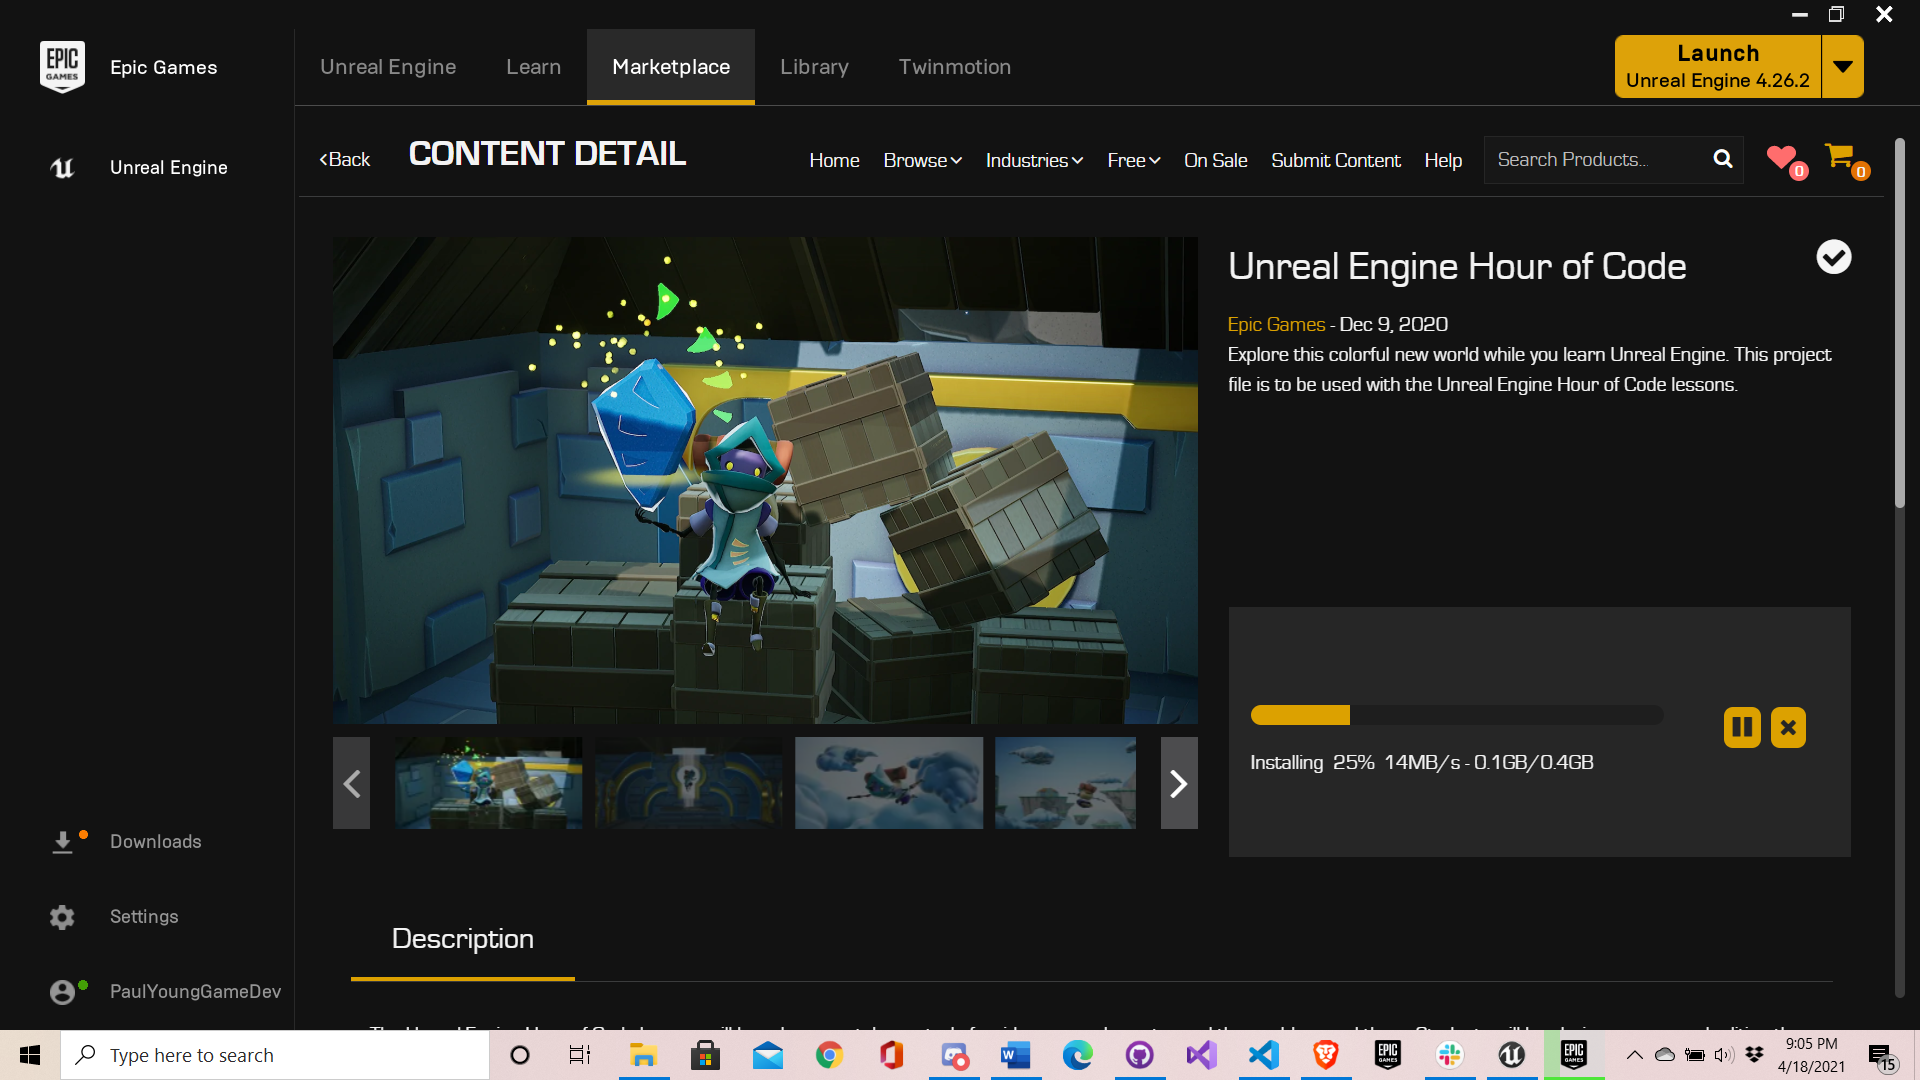 EPIC GAMES
Epic Games
Unreal Engine
Learn
Marketplace
Library
Twinmotion
Launch
Unreal Engine 4.26.2
Unreal Engine
Back
CONTENT DETAIL
Home
Browse
Industries
Free
On Sale
Submit Content
Help
Search Products...
0
0
Unreal Engine Hour of Code
Epic Games - Dec 9, 2020
Explore this colorful new world while you learn Unreal Engine. This project
file is to be used with the Unreal Engine Hour of Code lessons.
Installing 25% 14MB/s - 0.1GB/0.4GB
Downloads
Settings
PaulYoungGameDev
Description
Type here to search
9:05 PM
4/18/2021
15